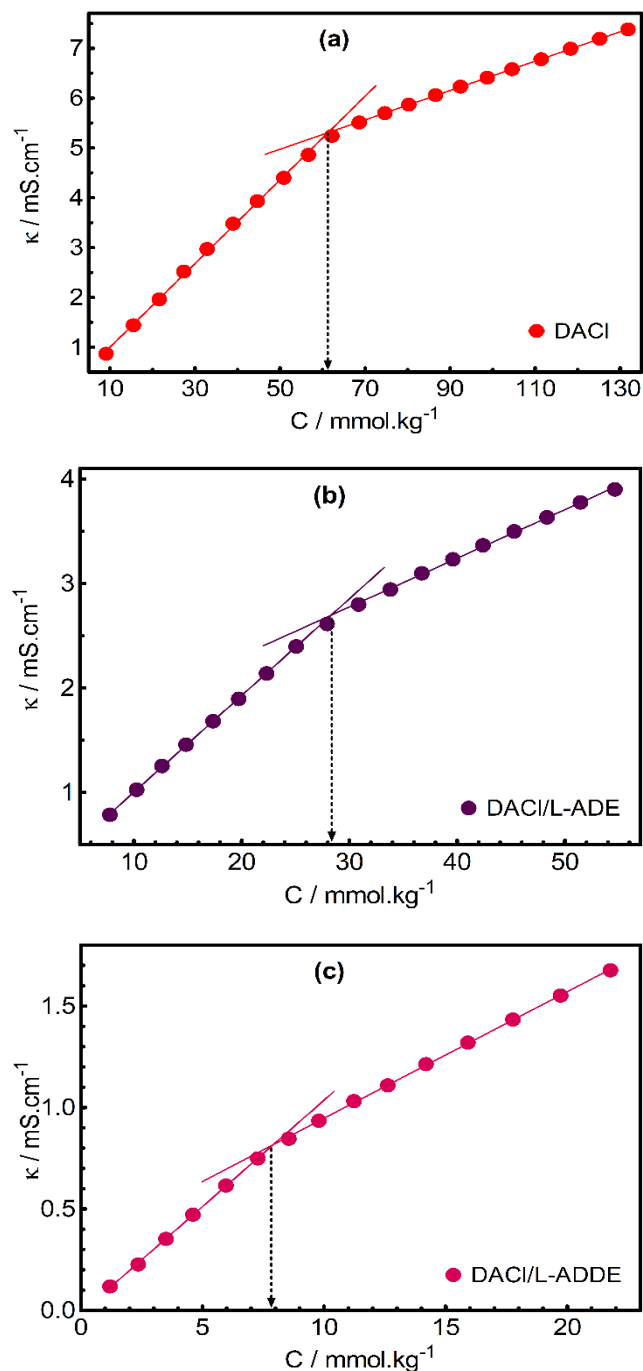 (a)
7
6
5
4
3
2
1
κ / mS.cm-1
DACl
10 30 50 70 90 110 130
C / mmol.kg-1
(b)
4
3
2
1
κ / mS.cm-1
DACl/L-ADE
10 20 30 40 50
C / mmol.kg-1
(c)
1.5
1.0
0.5
0.0
κ / mS.cm-1
DACl/L-ADDE
0 5 10 15 20
C / mmol.kg-1